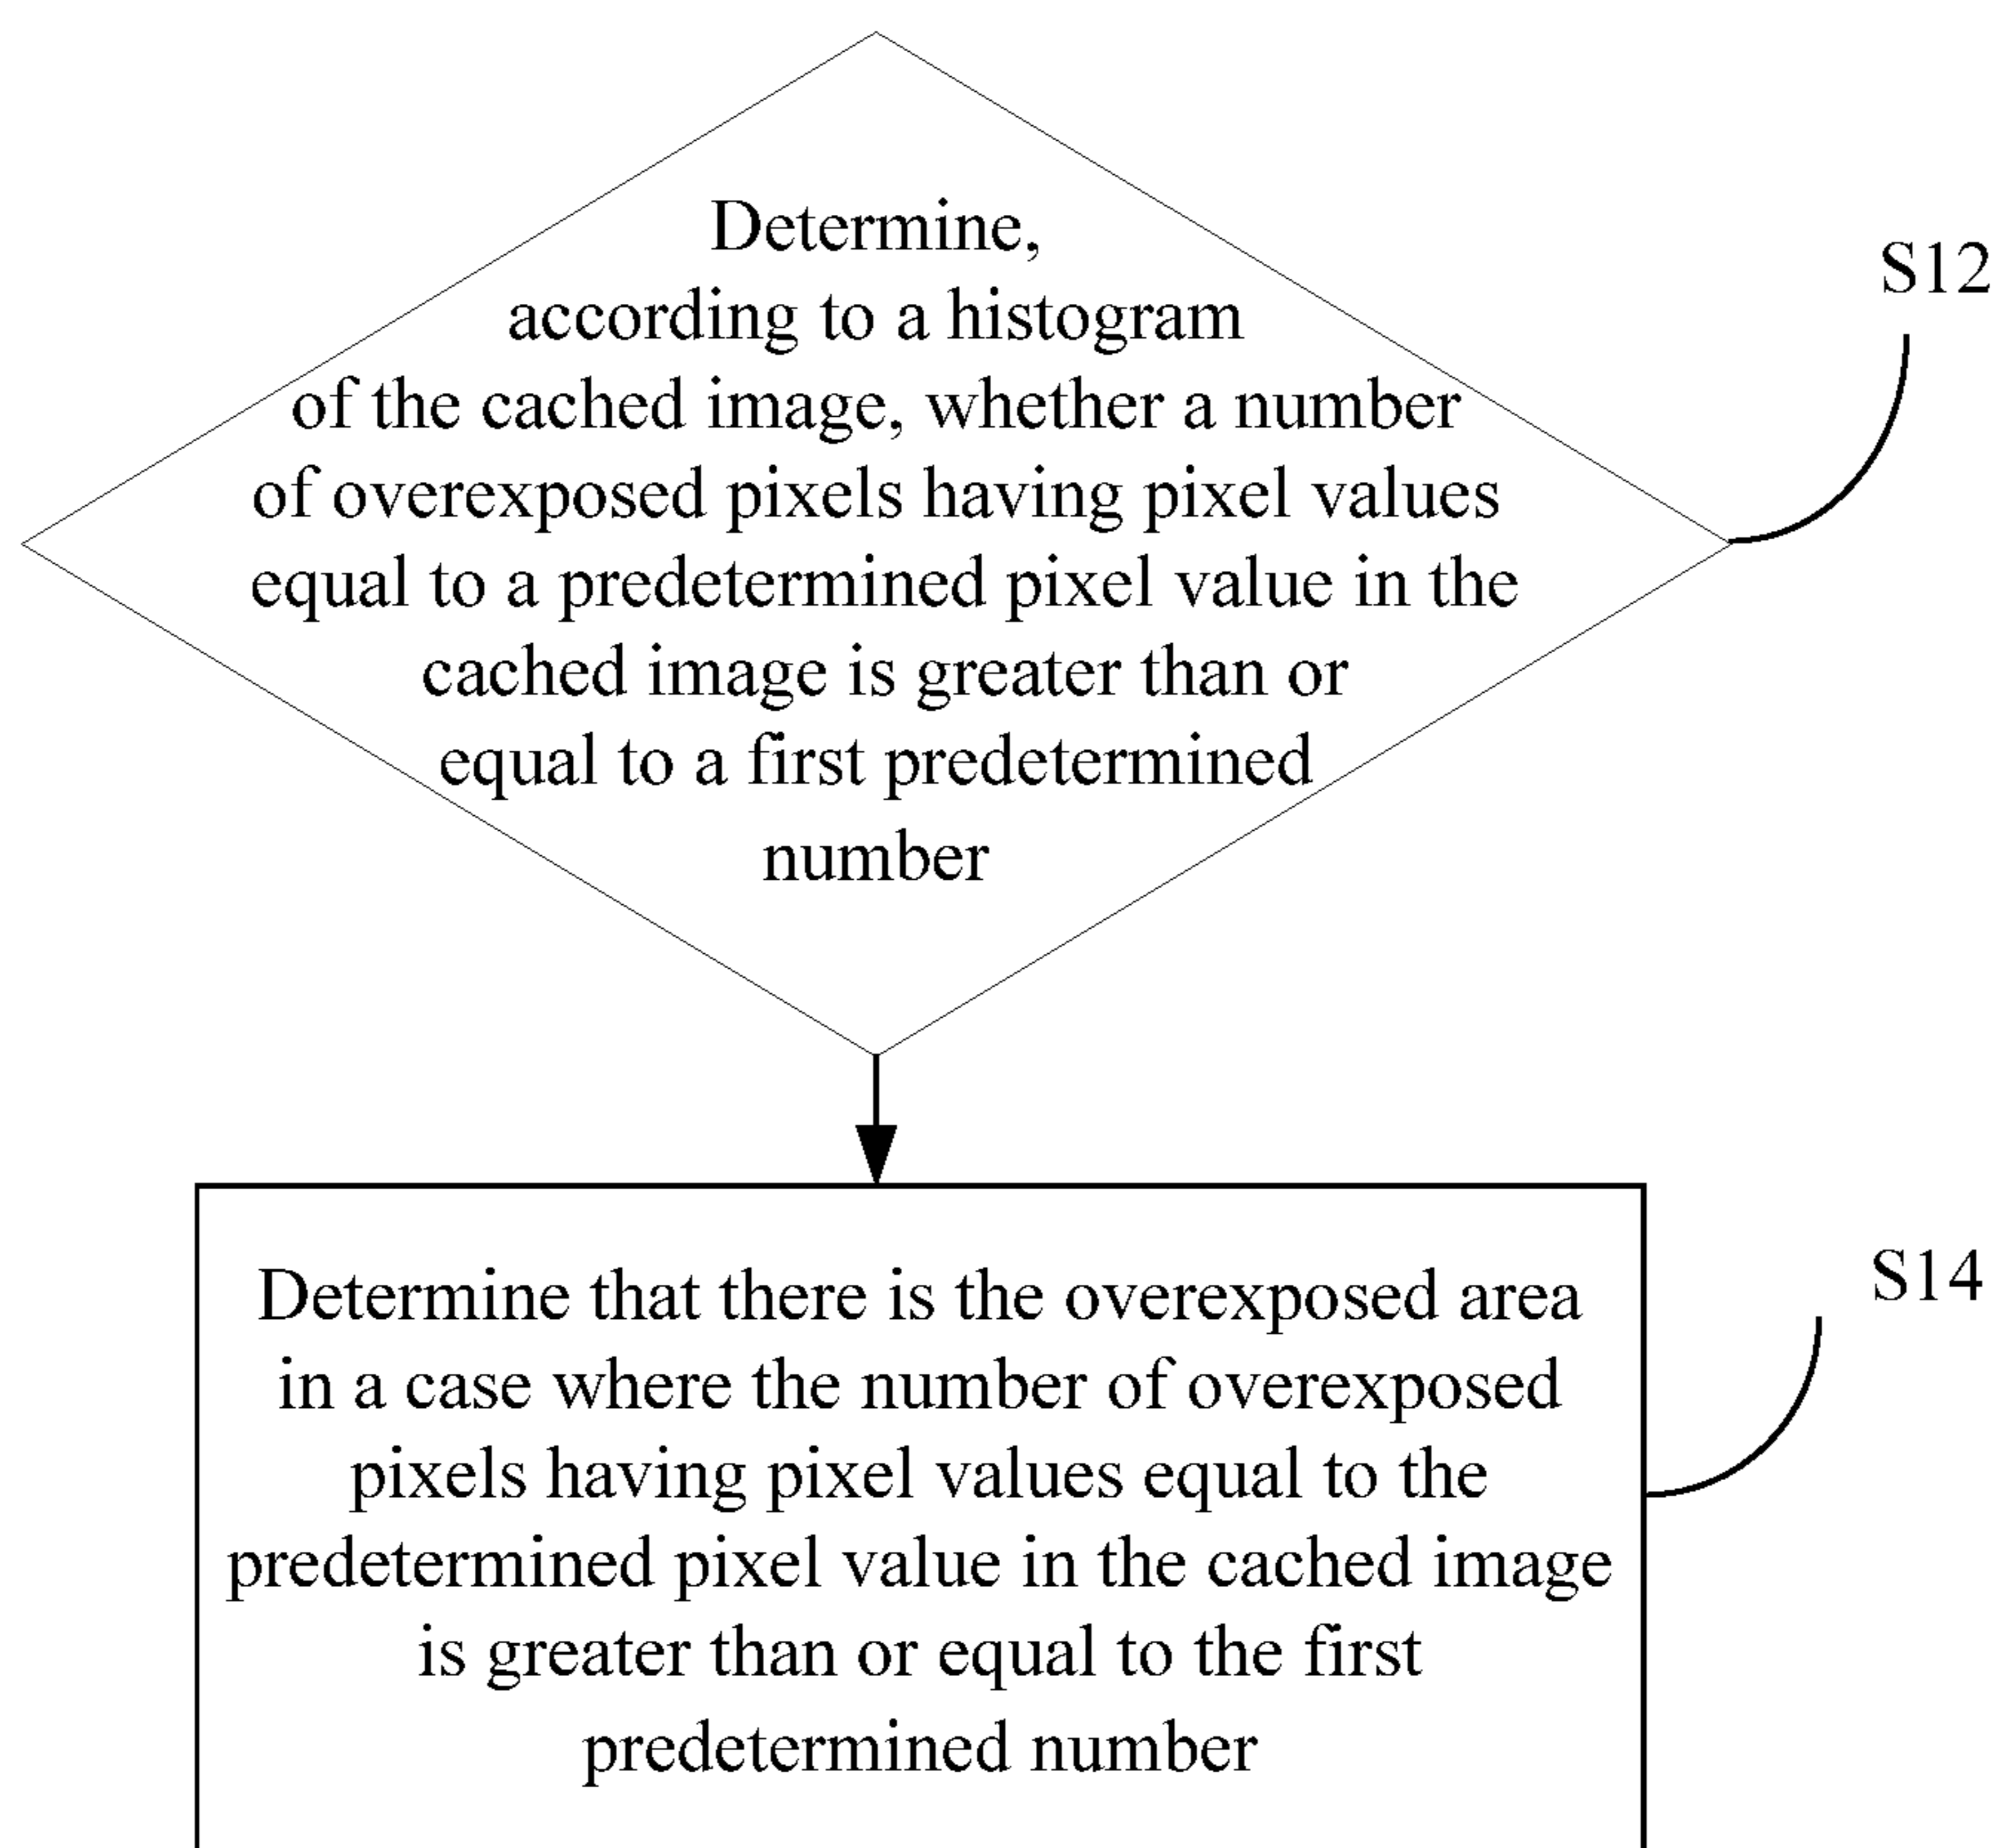 Determine,
according to a histogram
of the cached image, whether a number
of overexposed pixels having pixel values
equal to a predetermined pixel value in the
cached image is greater than or
equal to a first predetermined
number
S12
Determine that there is the overexposed area
in a case where the number of overexposed
pixels having pixel values equal to the
predetermined pixel value in the cached image
is greater than or equal to the first
predetermined number
S14